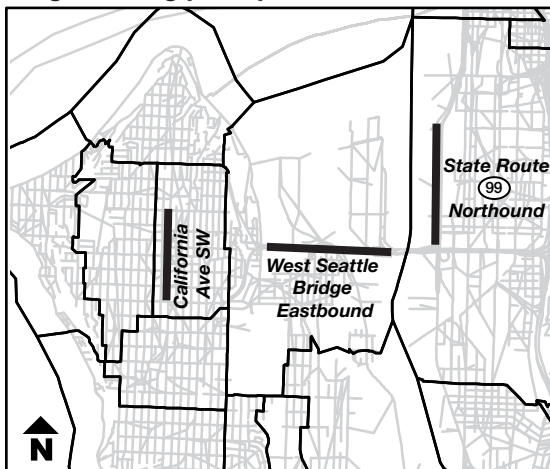 California
Ave SW
West Seattle
Bridge
Eastbound
State Route
99
Northound
N